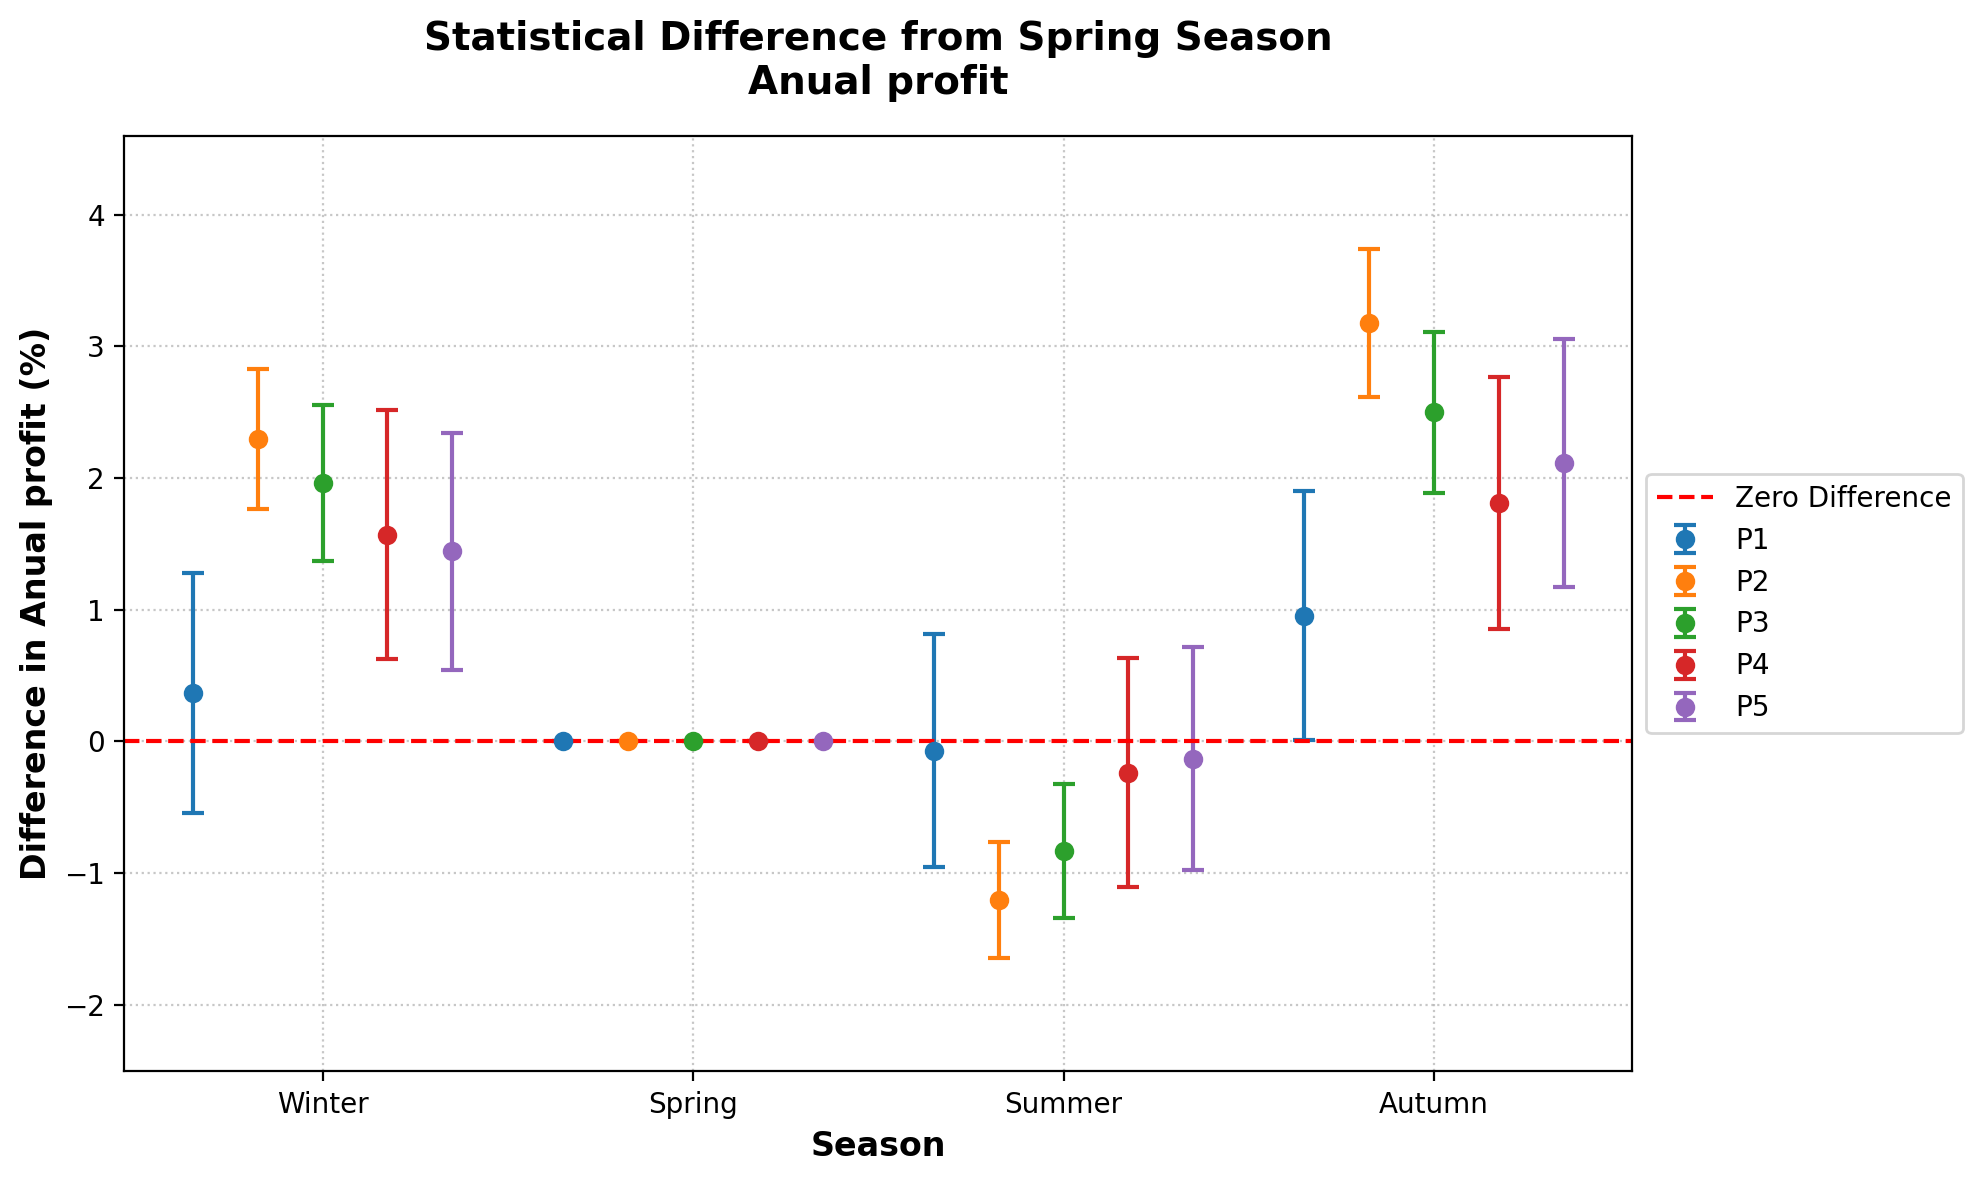 Statistical Difference from Spring Season
Anual profit
Difference in Anual profit (%)
4
3
2
1
0
−1
−2
Winter
Spring
Summer
Autumn
Season
Zero Difference
P1
P2
P3
P4
P5